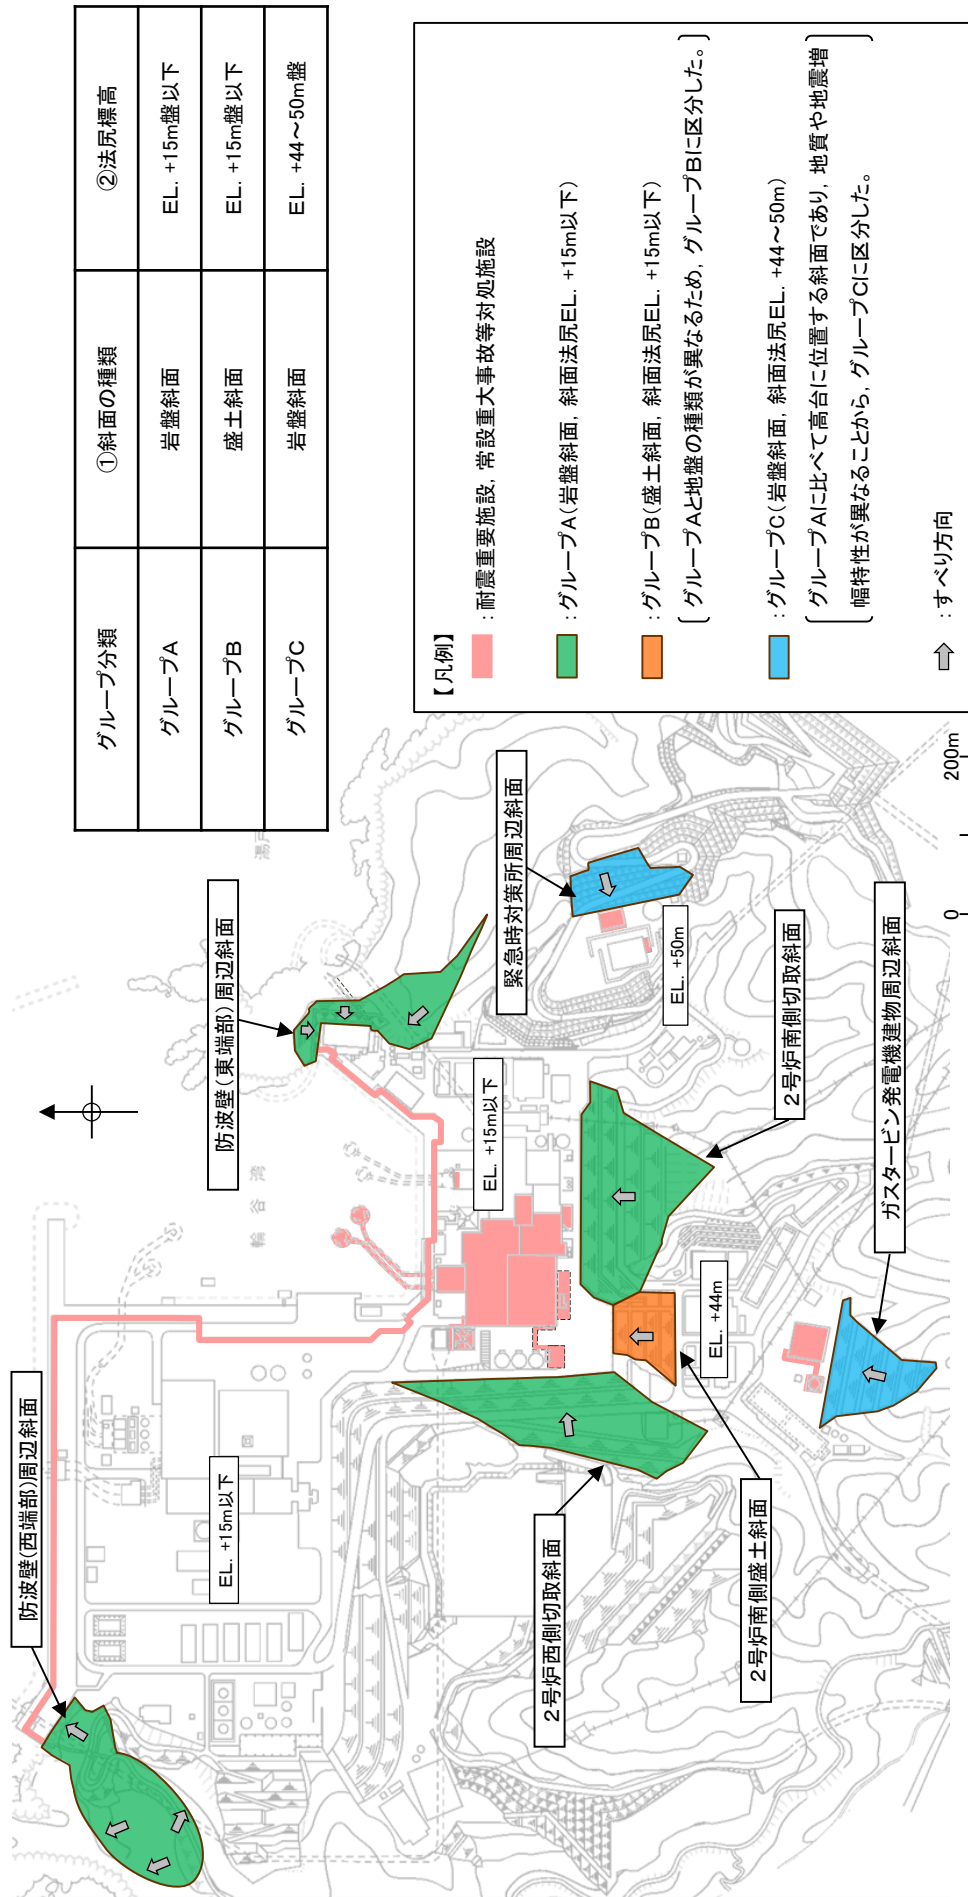 グループ分類 ①斜面の種類 ②法尻標高
グループA 岩盤斜面 EL. +15m盤以下
グループB 盛土斜面 EL. +15m盤以下
グループC 岩盤斜面 EL. +44～50m盤
【凡例】
：耐震重要施設，常設重大事故等対処施設
：グループA（岩盤斜面，斜面法尻EL. +15m以下）
：グループB（盛土斜面，斜面法尻EL. +15m以下）
グループAと地盤の種類が異なるため，グループBに区分した。
：グループC（岩盤斜面，斜面法尻EL. +44～50m）
グループAに比べて高台に位置する斜面であり，地質や地震増
幅特性が異なることから，グループCに区分した。
：すべり方向
防波壁（西端部）周辺斜面
防波壁（東端部）周辺斜面
輪谷湾
EL. +15m以下
EL. +15m以下
緊急時対策所周辺斜面
EL. +50m
2号炉西側切取斜面
2号炉南側盛土斜面
EL. +44m
2号炉南側切取斜面
ガスタービン発電機建物周辺斜面
0 200m